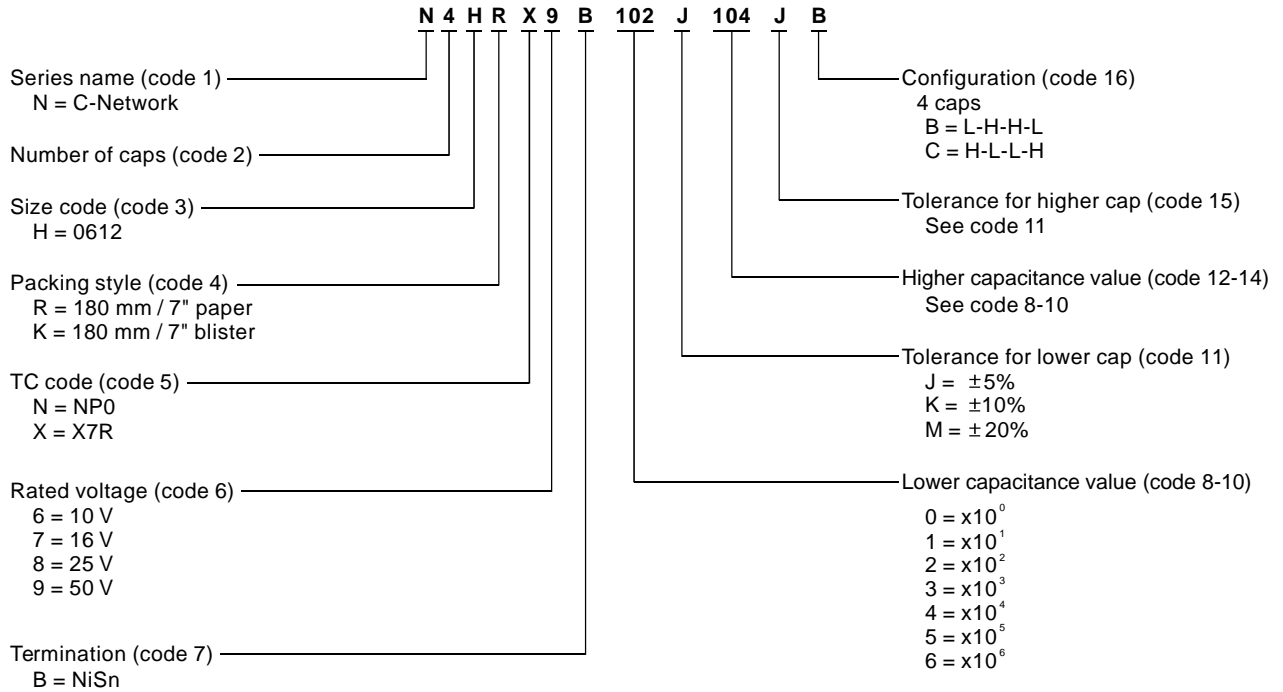 N 4 H R X 9 B 102 J 104 J B
Series name (code 1)
N = C-Network
Number of caps (code 2)
Size code (code 3)
H = 0612
Packing style (code 4)
R = 180 mm / 7" paper
K = 180 mm / 7" blister
TC code (code 5)
N = NP0
X = X7R
Rated voltage (code 6)
6 = 10 V
7 = 16 V
8 = 25 V
9 = 50 V
Termination (code 7)
B = NiSn
Configuration (code 16)
4 caps
B = L-H-H-L
C = H-L-L-H
Tolerance for higher cap (code 15)
See code 11
Higher capacitance value (code 12-14)
See code 8-10
Tolerance for lower cap (code 11)
J = ±5%
K = ±10%
M = ±20%
Lower capacitance value (code 8-10)
0 = x10⁰
1 = x10¹
2 = x10²
3 = x10³
4 = x10⁴
5 = x10⁵
6 = x10⁶